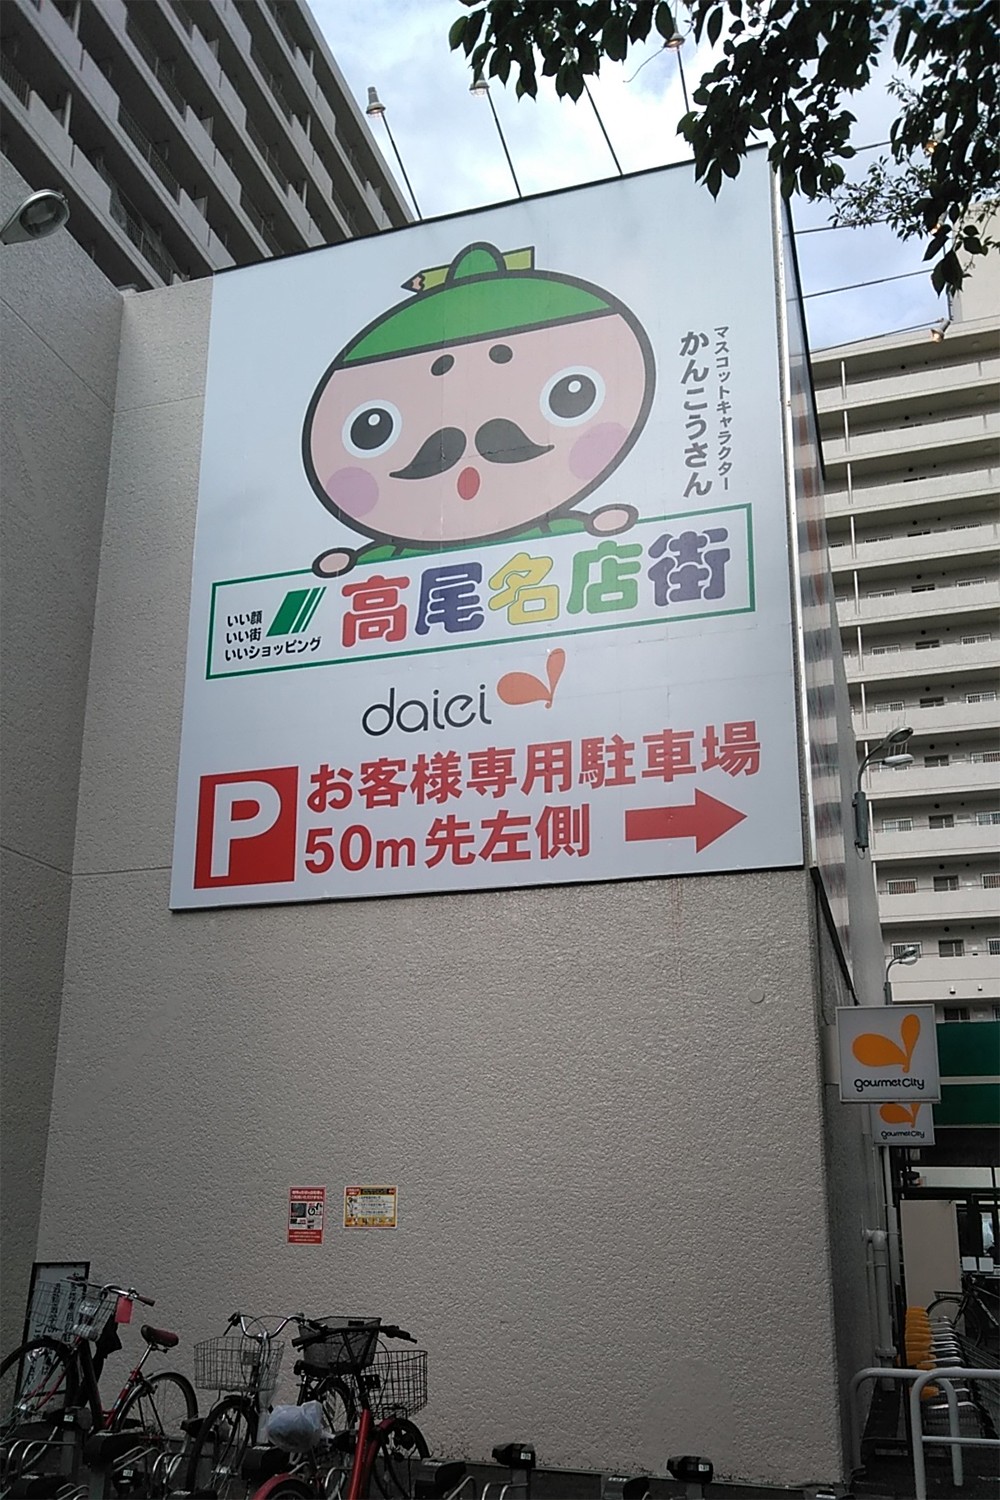 マスコットキャラクター
かんこうさん
いい顔
いい街
いいショッピング
高尾名店街
daiei
P
お客様専用駐車場
50m先左側
gourmet City
gourmet City